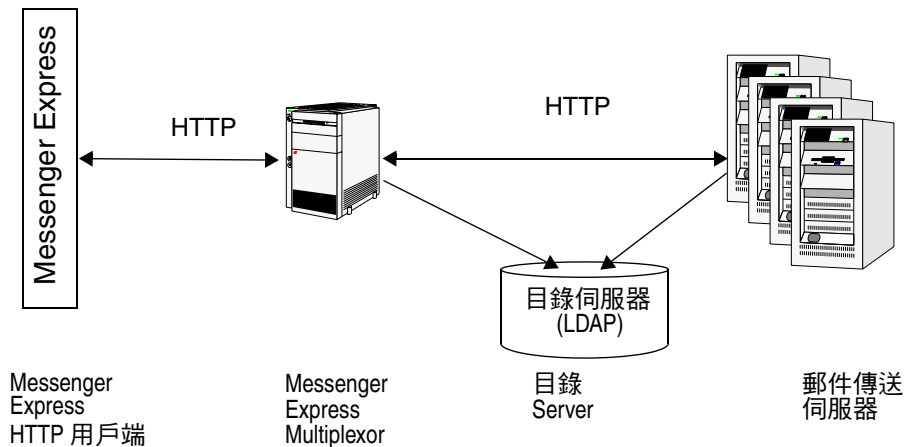 Messenger Express
HTTP
HTTP
目錄伺服器
(LDAP)
Messenger
Express
HTTP 用戶端
Messenger
Express
Multiplexor
目錄
Server
郵件傳送
伺服器